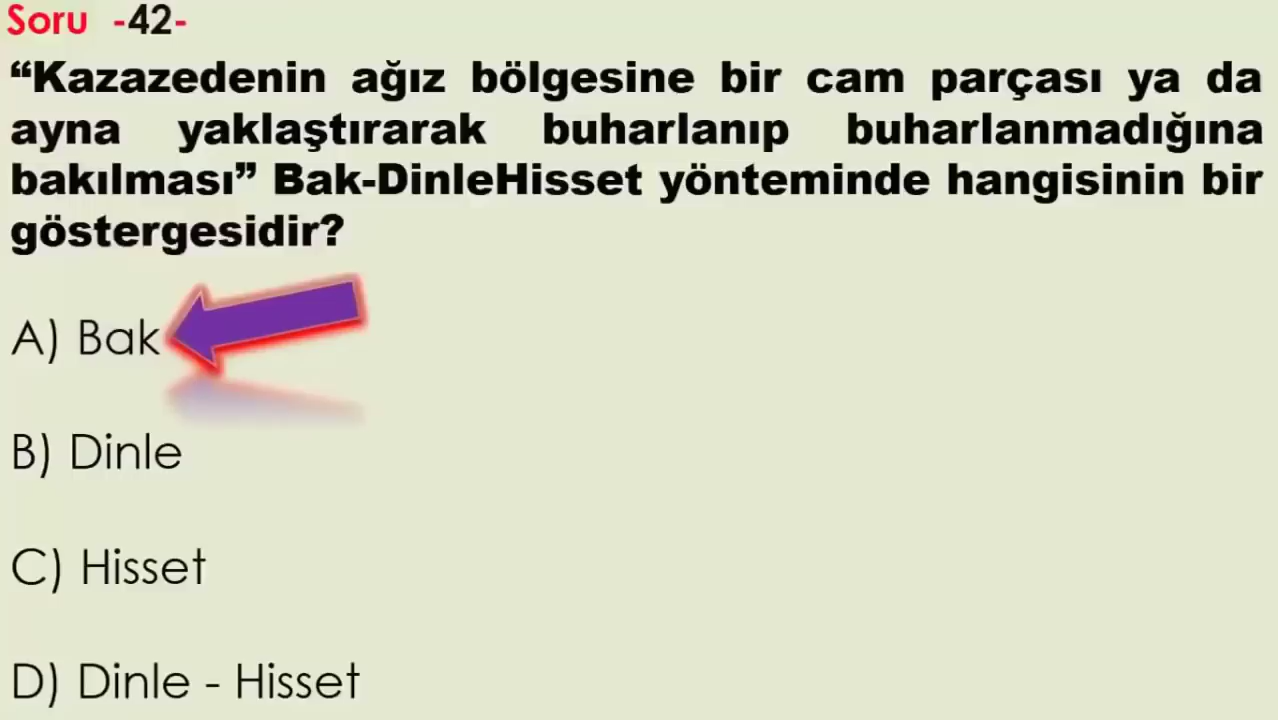 Soru -42-
“Kazazedenin ağız bölgesine bir cam parçası ya da
ayna yaklaştırarak buharlanıp buharlanmadığına
bakılması” Bak-DinleHisset yönteminde hangisinin bir
göstergesidir?
A) Bak
B) Dinle
C) Hisset
D) Dinle - Hisset